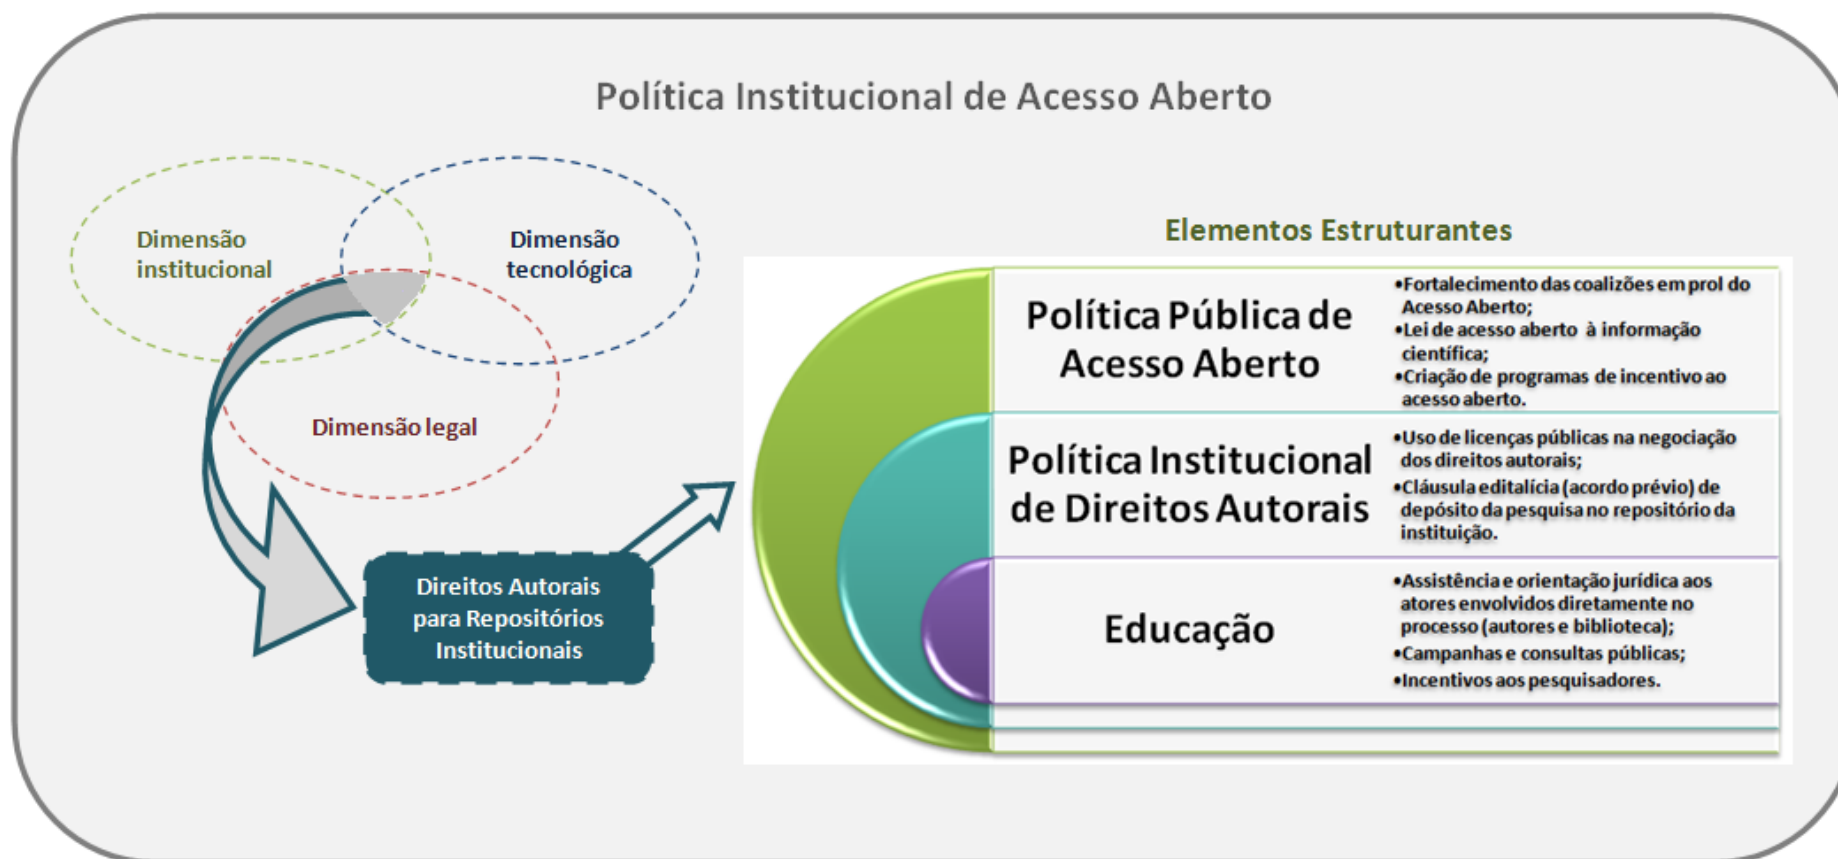 Política Institucional de Acesso Aberto
Dimensão
institucional
Dimensão
tecnológica
Dimensão legal
Direitos Autorais
para Repositórios
Institucionais
Elementos Estruturantes
Política Pública de
Acesso Aberto
•Fortalecimento das coalizões em prol do
Acesso Aberto;
•Lei de acesso aberto à informação
científica;
•Criação de programas de incentivo ao
acesso aberto.
Política Institucional
de Direitos Autorais
•Uso de licenças públicas na negociação
dos direitos autorais;
•Cláusula editalícia (acordo prévio) de
depósito da pesquisa no repositório da
instituição.
Educação
•Assistência e orientação jurídica aos
atores envolvidos diretamente no
processo (autores e biblioteca);
•Campanhas e consultas públicas;
•Incentivos aos pesquisadores.